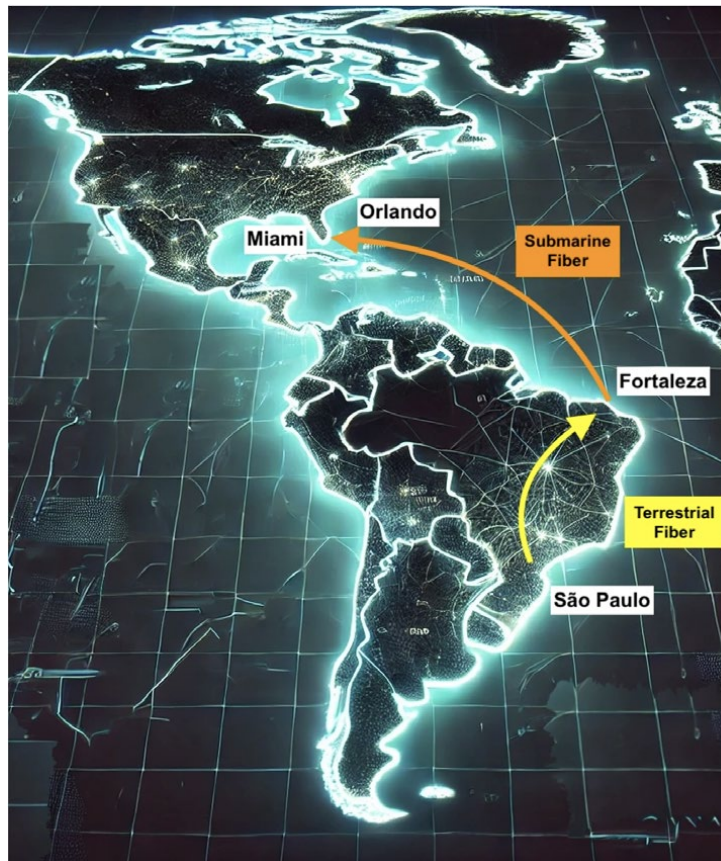 Orlando
Miami
Submarine
Fiber
Fortaleza
Terrestrial
Fiber
São Paulo